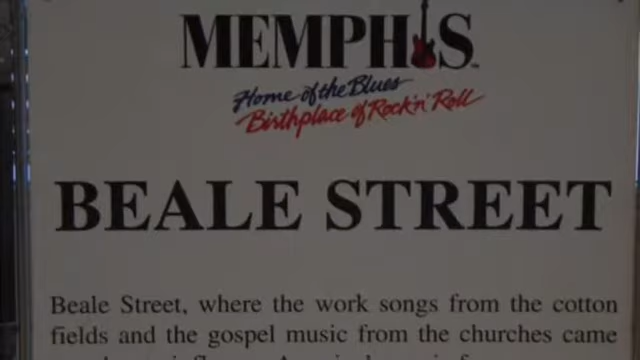 MEMPHIS
Home of the Blues
Birthplace of Rock'n'Roll
BEALE STREET
Beale Street, where the work songs from the cotton
fields and the gospel music from the churches came